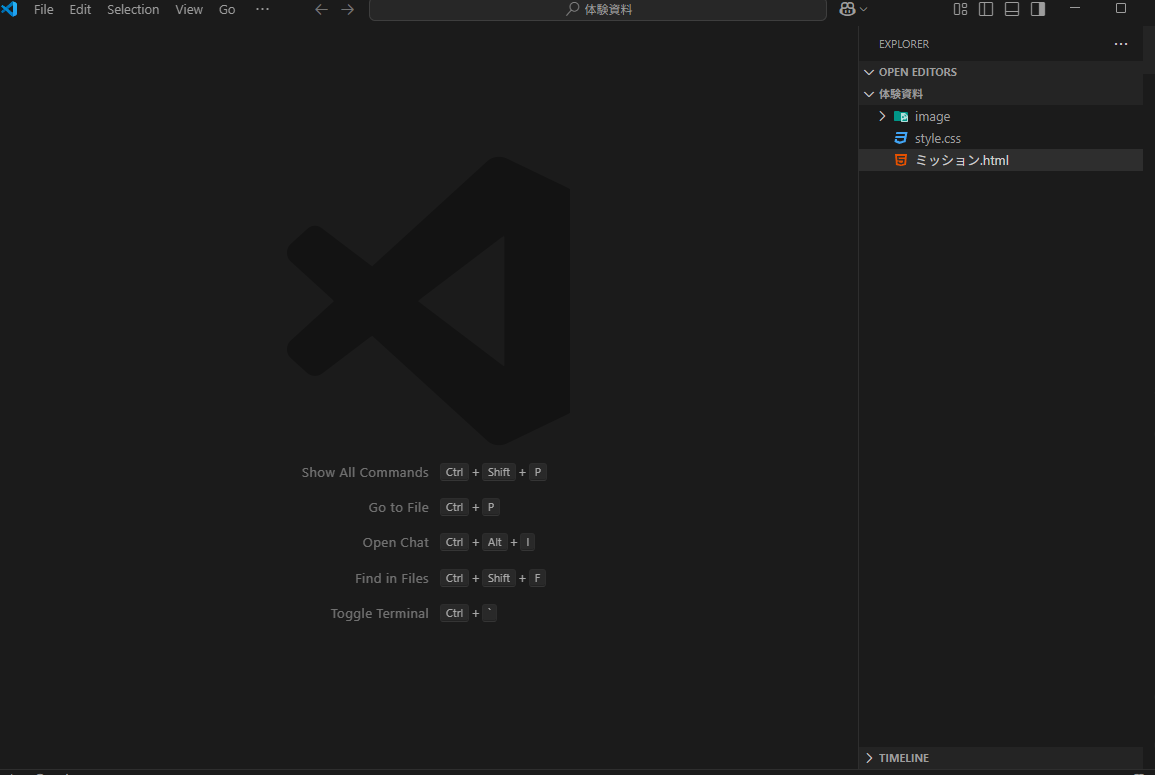 File Edit Selection View Go ··· 体験資料
EXPLORER ···
OPEN EDITORS
体験資料
image
style.css
ミッション.html
Show All Commands Ctrl + Shift + P
Go to File Ctrl + P
Open Chat Ctrl + Alt + I
Find in Files Ctrl + Shift + F
Toggle Terminal Ctrl + `
TIMELINE